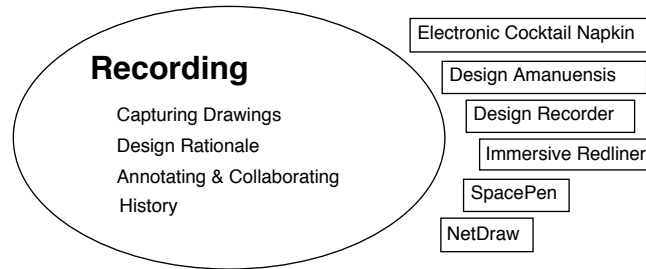 Recording
Capturing Drawings
Design Rationale
Annotating & Collaborating
History
Electronic Cocktail Napkin
Design Amanuensis
Design Recorder
Immersive Redliner
SpacePen
NetDraw